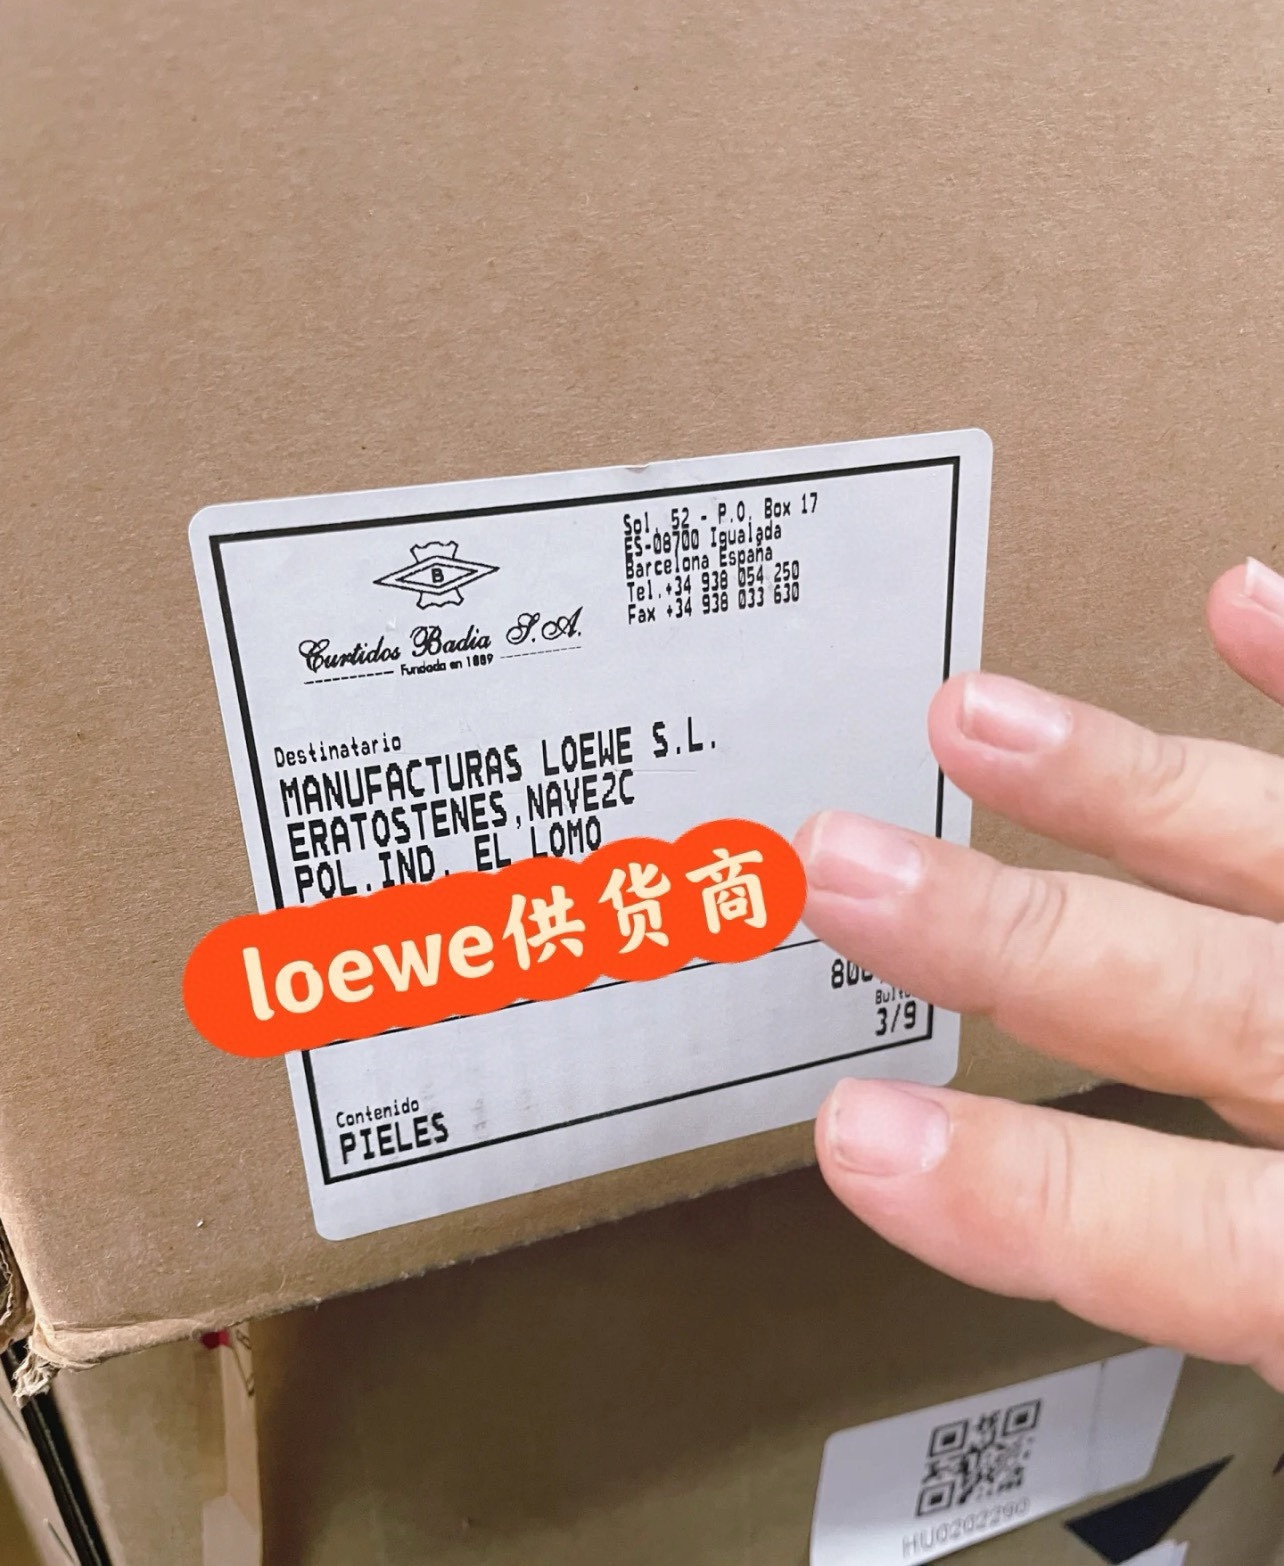 B
Curtidos Badia S.A.
Fundada en 1889
Sol, 52 - P.O. Box 17
ES-08700 Igualada
Barcelona España
Tel.+34 938 054 250
Fax +34 938 033 630
Destinatario
MANUFACTURAS LOEWE S.L.
ERATOSTENES,NAVE2C
POL.IND. EL LOMO
loewe供货商
3/9
Contenido
PIELES
HU0202290